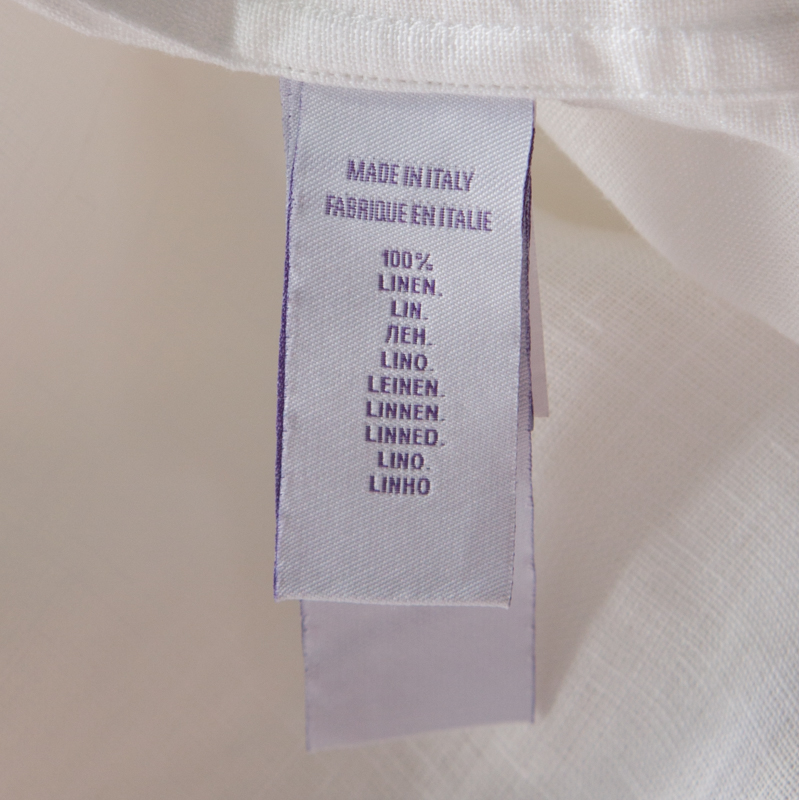 MADE IN ITALY
FABRIQUE EN ITALIE
100%
LINEN.
LIN.
ЛЕН.
LINO.
LEINEN.
LINNEN.
LINNED.
LINO.
LINHO